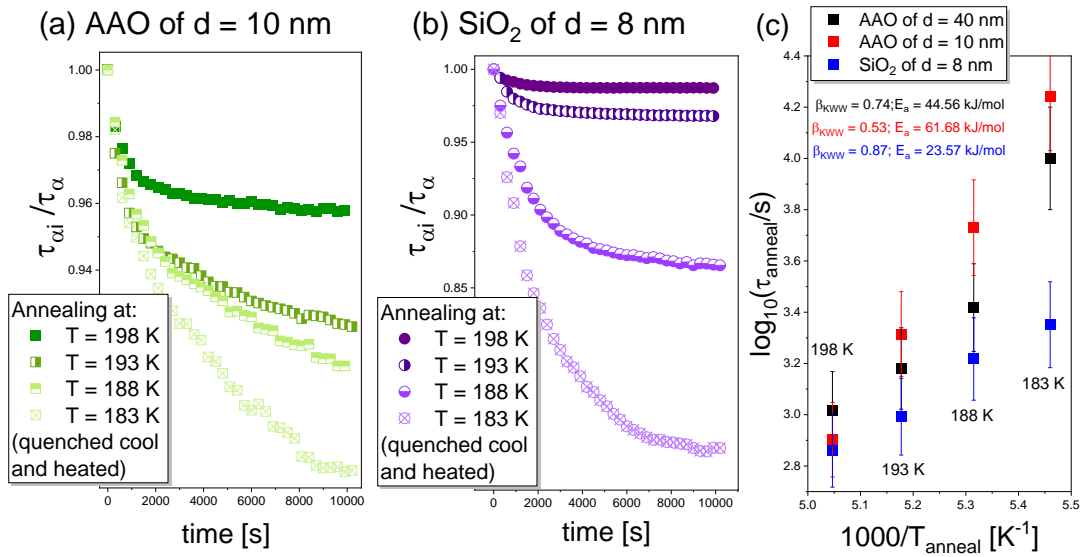 (a) AAO of d = 10 nm
1.00
0.98
0.96
0.94
ταi /τα
Annealing at:
T = 198 K
T = 193 K
T = 188 K
T = 183 K
(quenched cool
and heated)
0 2000 4000 6000 8000 10000
time [s]
(b) SiO2 of d = 8 nm
1.00
0.95
0.90
0.85
ταi /τα
Annealing at:
T = 198 K
T = 193 K
T = 188 K
T = 183 K
(quenched cool
and heated)
0 2000 4000 6000 8000 10000
time [s]
(c)
AAO of d = 40 nm
AAO of d = 10 nm
SiO2 of d = 8 nm
βKWW = 0.74;Ea = 44.56 kJ/mol
βKWW = 0.53; Ea = 61.68 kJ/mol
βKWW = 0.87; Ea = 23.57 kJ/mol
4.4
4.2
4.0
3.8
3.6
3.4
3.2
3.0
2.8
log10(τanneal/s)
198 K
193 K
188 K
183 K
5.0 5.1 5.2 5.3 5.4 5.5
1000/Tanneal [K-1]